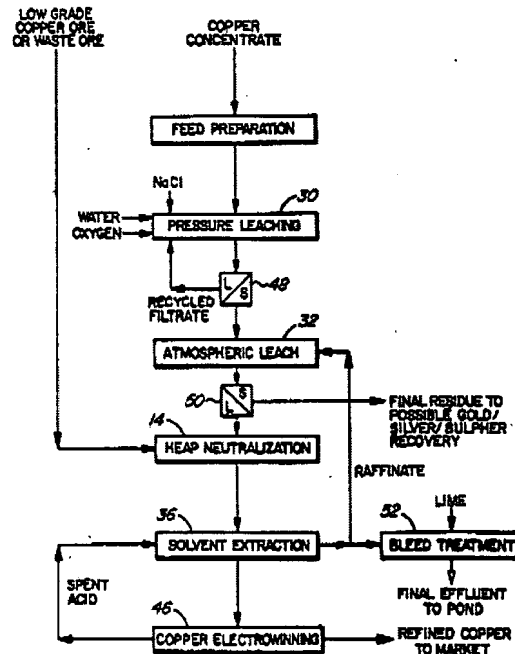 LOW GRADE
COPPER ORE
OR WASTE ORE
COPPER
CONCENTRATE
FEED PREPARATION
NaCl
30
WATER
OXYGEN
PRESSURE LEACHING
L
S
48
RECYCLED
FILTRATE
32
ATMOSPHERIC LEACH
50
S
L
FINAL RESIDUE TO
POSSIBLE GOLD/
SILVER/SULPHER
RECOVERY
14
HEAP NEUTRALIZATION
RAFFINATE
LIME
36
52
SOLVENT EXTRACTION
BLEED TREATMENT
SPENT
ACID
FINAL EFFLUENT
TO POND
46
COPPER ELECTROWINNING
REFINED COPPER
TO MARKET